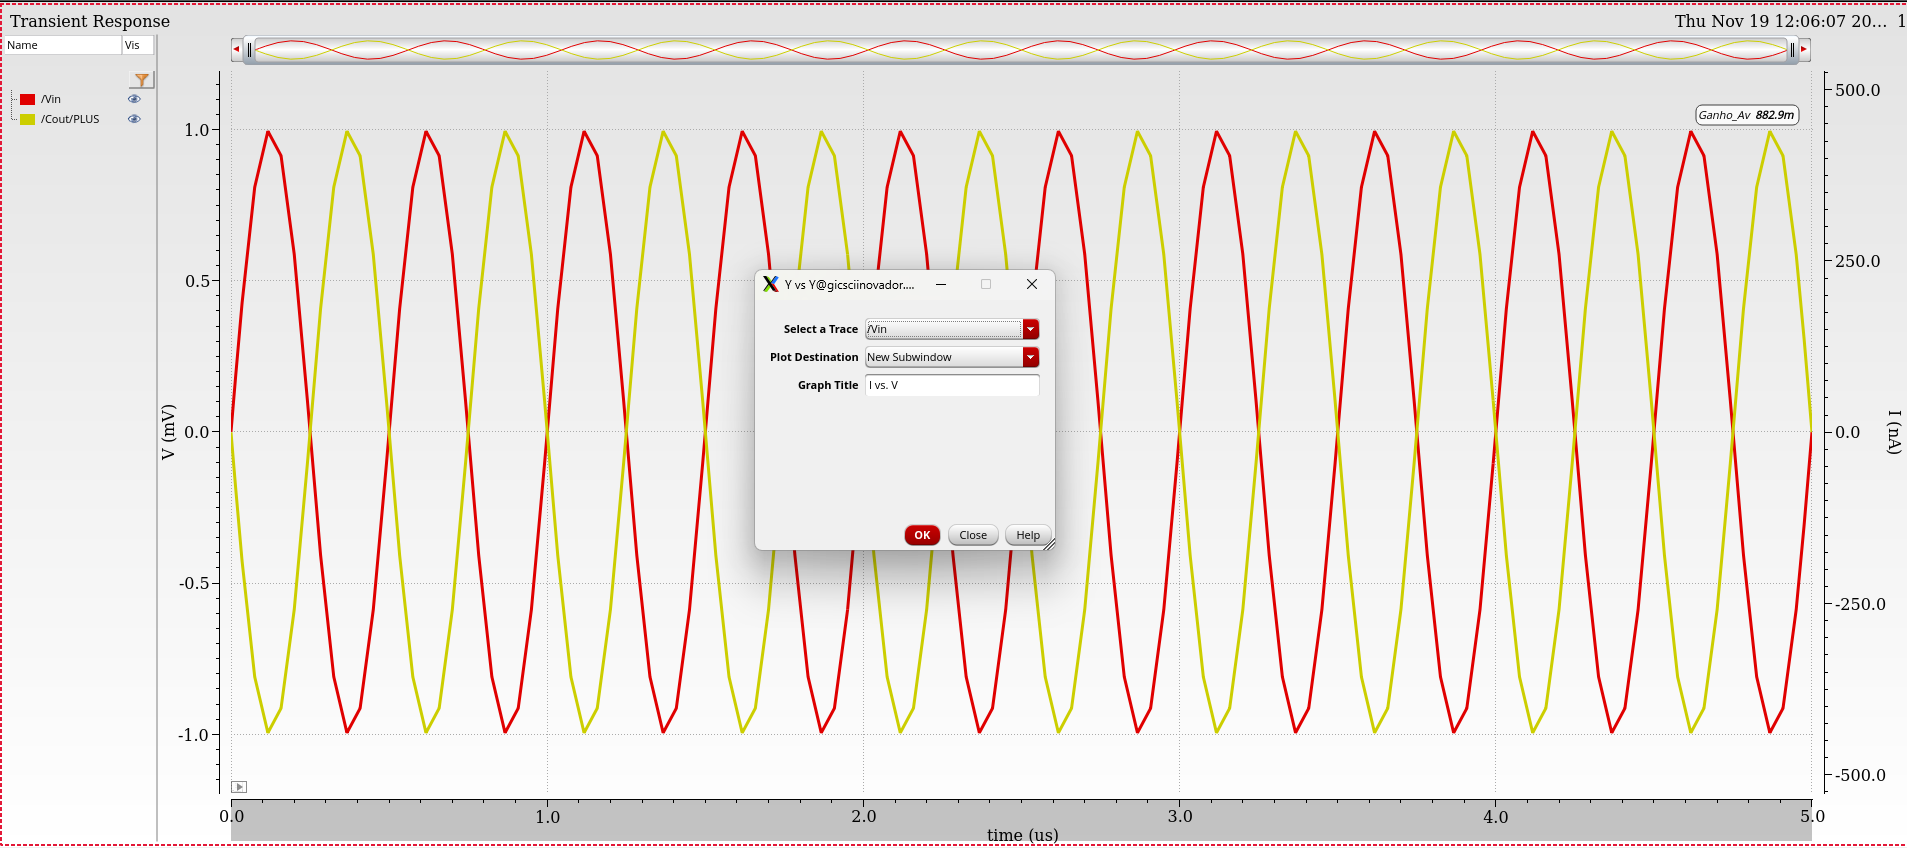 Transient Response
Thu Nov 19 12:06:07 20... 1
Name Vis
/Vin
/Cout/PLUS
Ganho_Av 882.9m
1.0
0.5
0.0
-0.5
-1.0
V (mV)
500.0
250.0
0.0
-250.0
-500.0
I (nA)
Y vs Y@gicsciinovador....
Select a Trace /Vin
Plot Destination New Subwindow
Graph Title I vs. V
OK Close Help
0.0 1.0 2.0 3.0 4.0 5.0
time (us)